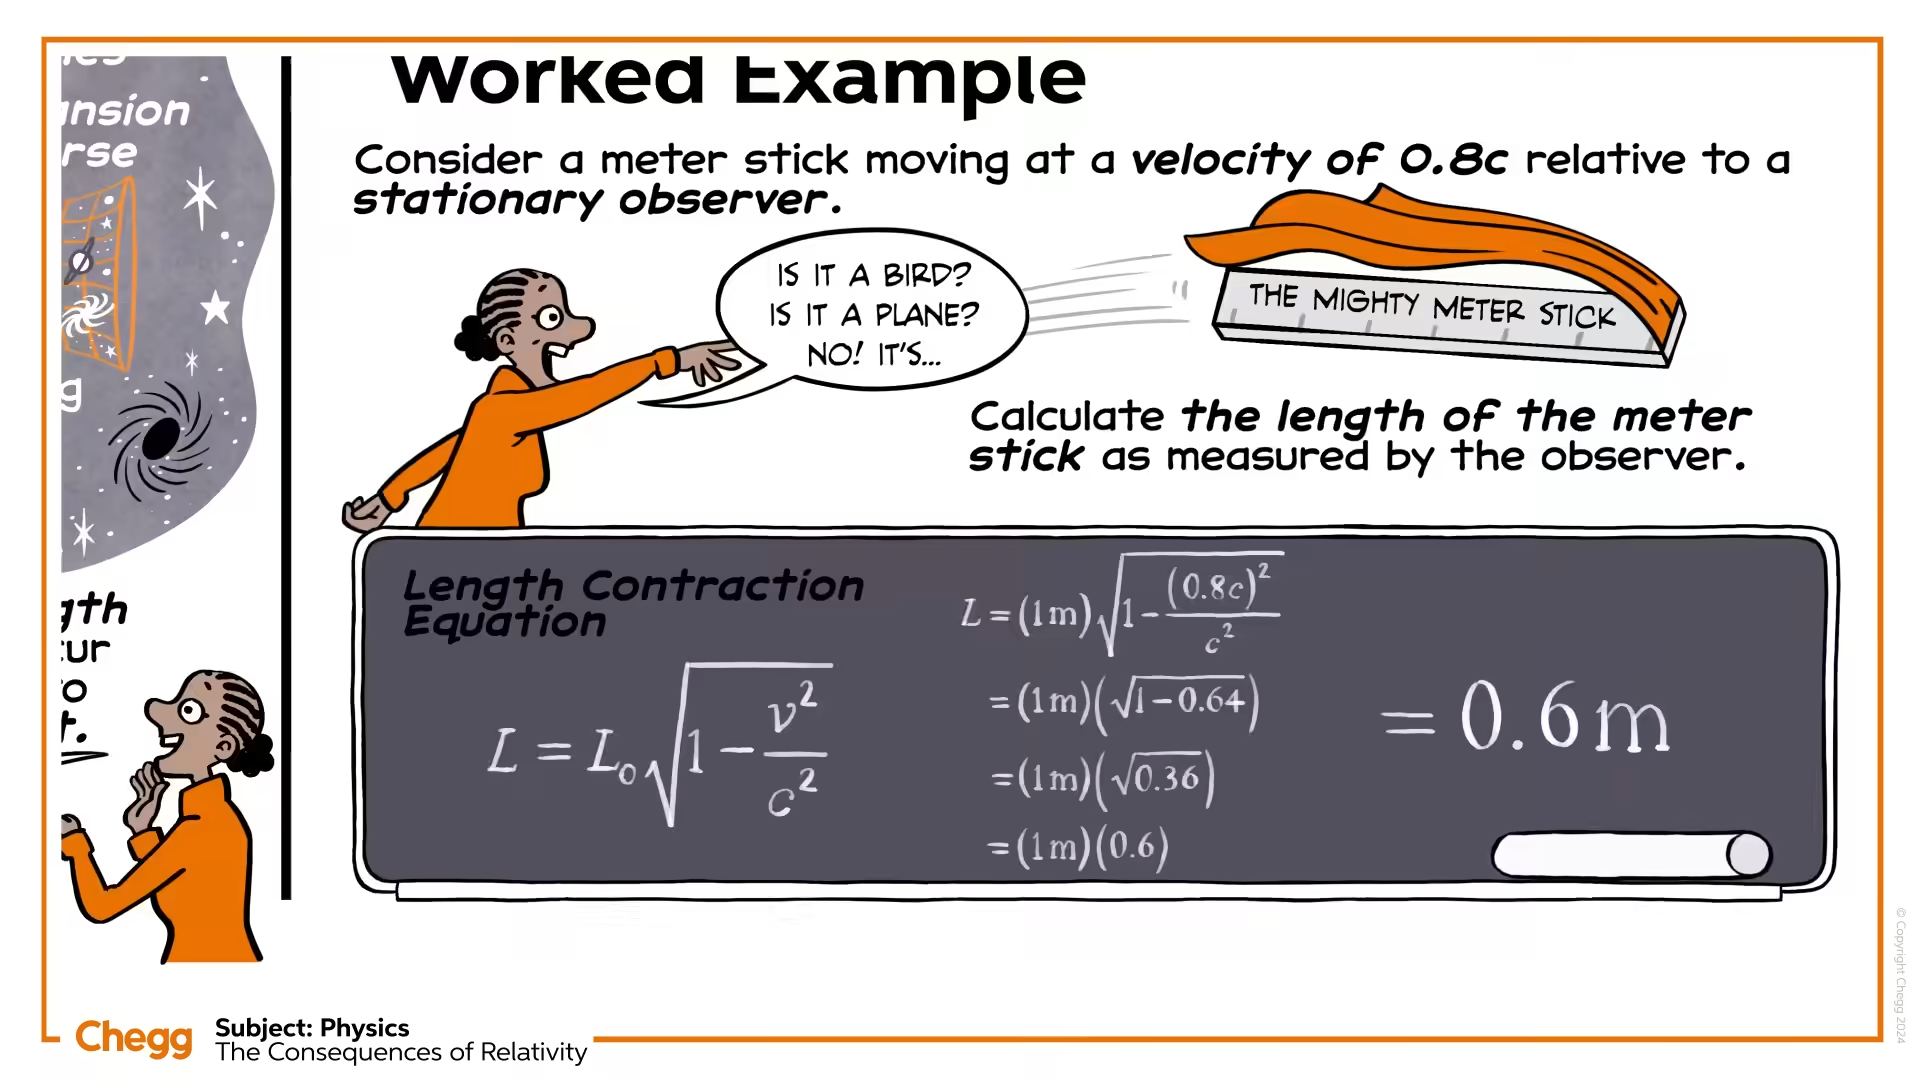 Worked Example
Consider a meter stick moving at a velocity of 0.8c relative to a
stationary observer.
IS IT A BIRD?
IS IT A PLANE?
NO! IT'S...
THE MIGHTY METER STICK
Calculate the length of the meter
stick as measured by the observer.
Length Contraction
Equation
L = L₀√(1 − v²/c²)
L = (1m)√(1 − (0.8c)²/c²)
= (1m)(√1 − 0.64)
= (1m)(√0.36)
= (1m)(0.6)
= 0.6m
Chegg
Subject: Physics
The Consequences of Relativity
© Copyright Chegg 2024